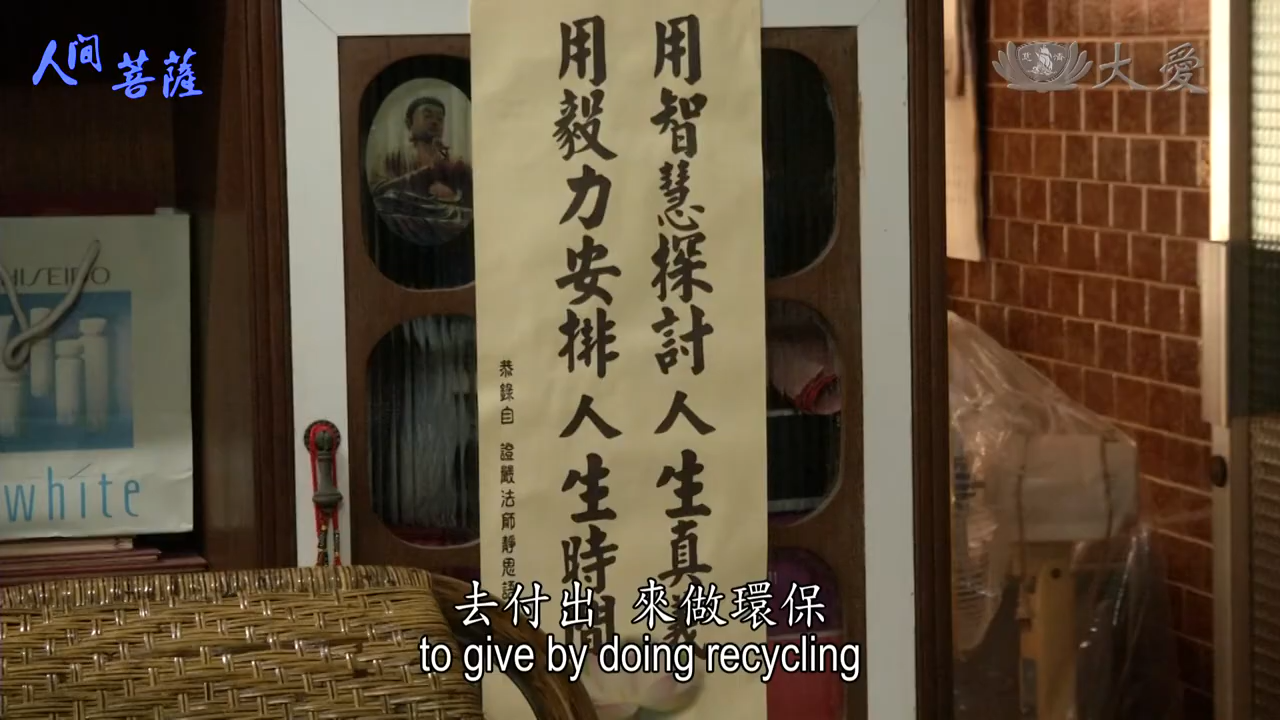 人间
菩薩
大愛
用智慧探討人生真義
用毅力安排人生時間
恭錄自 證嚴法師靜思語
SHISEIDO
white
去付出 來做環保
to give by doing recycling